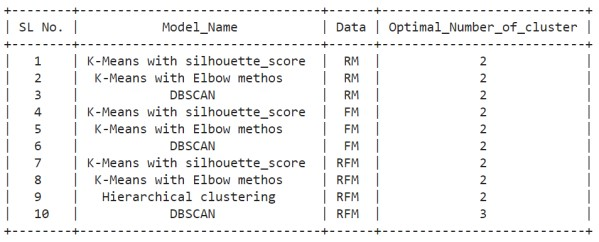 | SL No. | Model_Name | Data | Optimal_Number_of_cluster |
| 1 | K-Means with silhouette_score | RM | 2 |
| 2 | K-Means with Elbow methos | RM | 2 |
| 3 | DBSCAN | RM | 2 |
| 4 | K-Means with silhouette_score | FM | 2 |
| 5 | K-Means with Elbow methos | FM | 2 |
| 6 | DBSCAN | FM | 2 |
| 7 | K-Means with silhouette_score | RFM | 2 |
| 8 | K-Means with Elbow methos | RFM | 2 |
| 9 | Hierarchical clustering | RFM | 2 |
| 10 | DBSCAN | RFM | 3 |